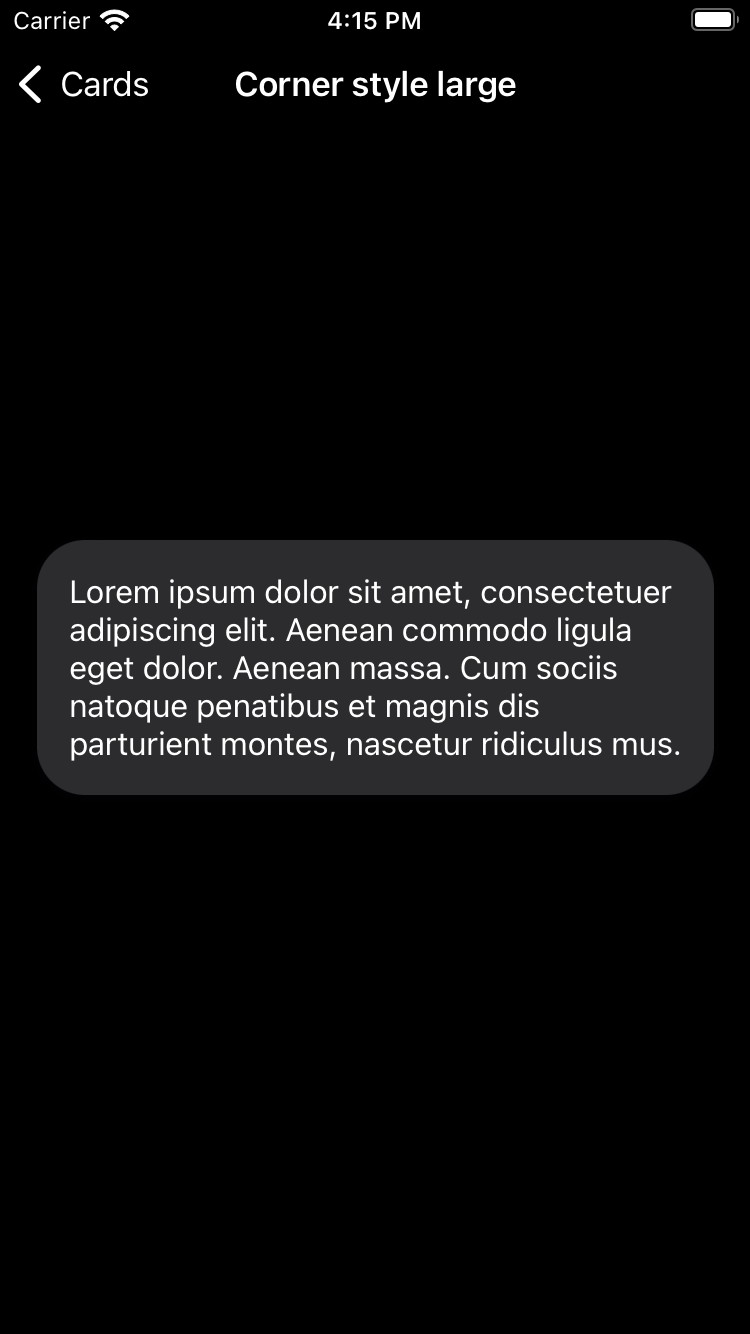 Carrier 4:15 PM
Cards Corner style large
Lorem ipsum dolor sit amet, consectetuer
adipiscing elit. Aenean commodo ligula
eget dolor. Aenean massa. Cum sociis
natoque penatibus et magnis dis
parturient montes, nascetur ridiculus mus.